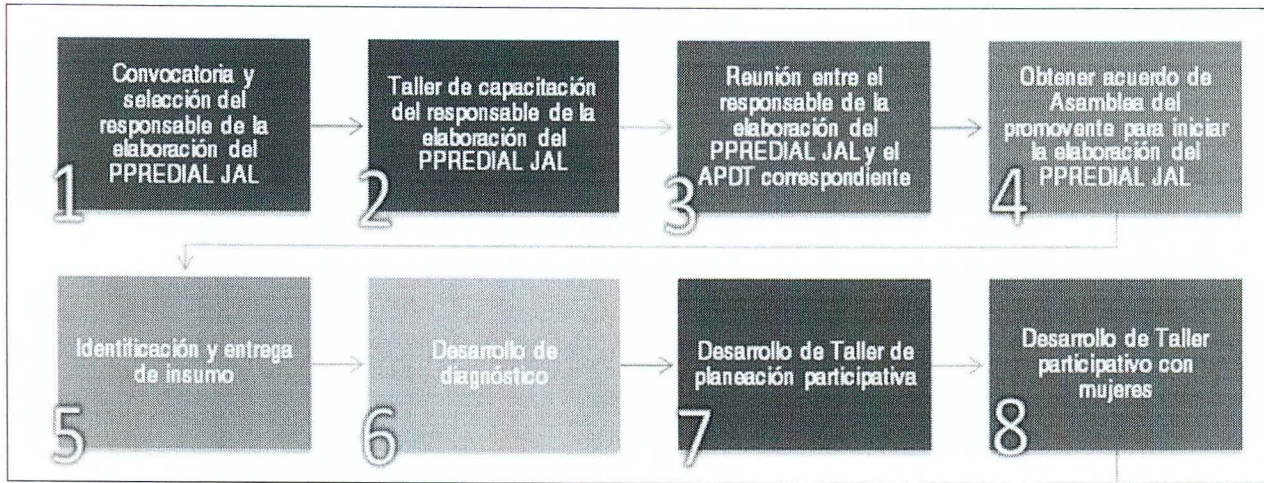 Convocatoria y
selección del
responsable de la
elaboración del
PPREDIAL JAL
1
Taller de capacitación
del responsable de la
elaboración del
PPREDIAL JAL
2
Reunión entre el
responsable de la
elaboración del
PPREDIAL JAL y el
APDT correspondiente
3
Obtener acuerdo de
Asamblea del
promovente para iniciar
la elaboración del
PPREDIAL JAL
4
Identificación y entrega
de insumo
5
Desarrollo de
diagnóstico
6
Desarrollo de Taller de
planeación participativa
7
Desarrollo de Taller
participativo con
mujeres
8